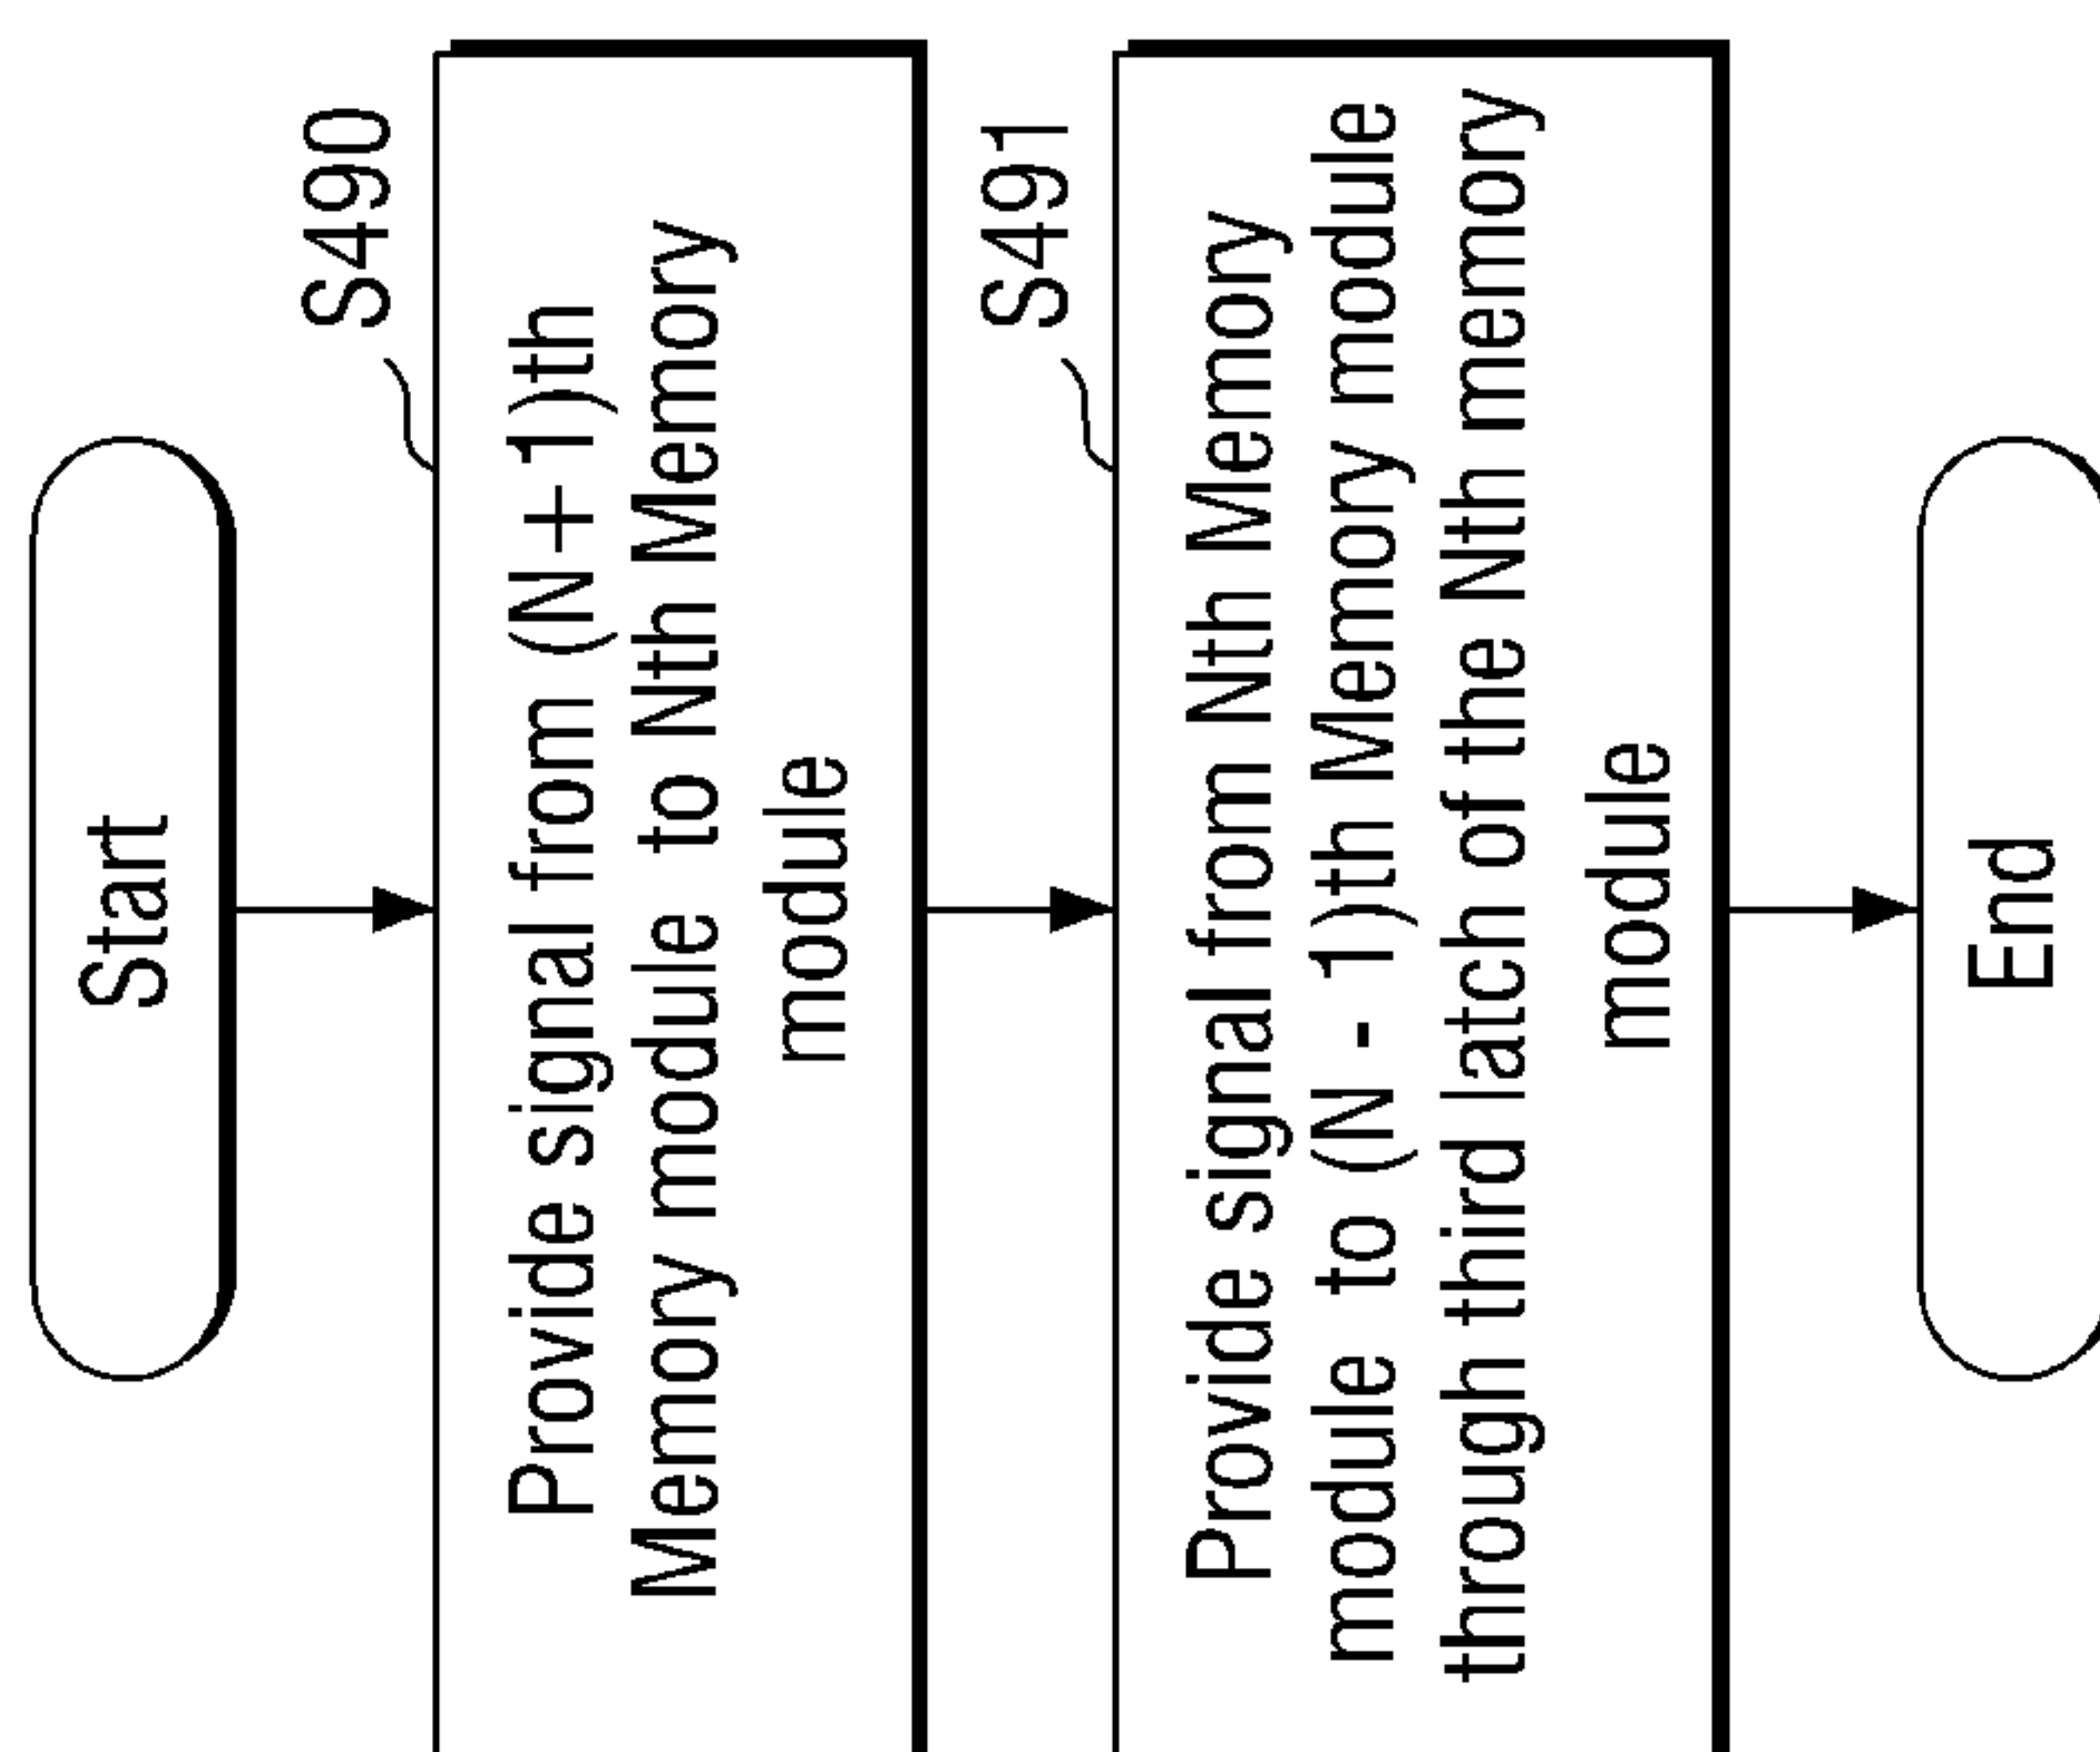 Start
S490
Provide signal from (N + 1)th
Memory module to Nth Memory
module
S491
Provide signal from Nth Memory
module to (N - 1)th Memory module
through third latch of the Nth memory
module
End